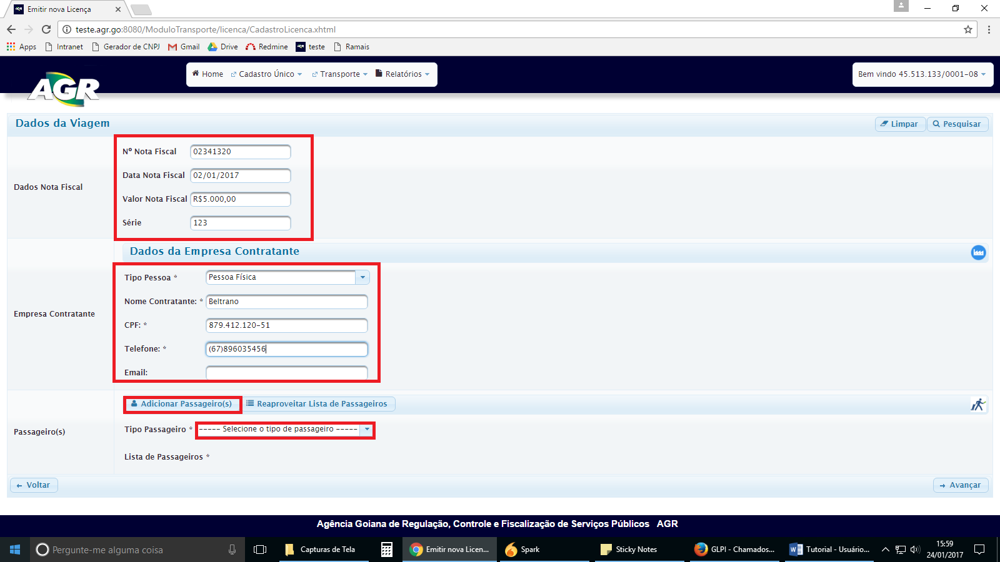 Emitir nova Licença
teste.agr.go:8080/ModuloTransporte/licenca/CadastroLicenca.xhtml
Apps Intranet Gerador de CNPJ Gmail Drive Redmine AGR teste Ramais
AGR
Home Cadastro Único Transporte Relatórios
Bem vindo 45.513.133/0001-08
Dados da Viagem
Limpar Pesquisar
Dados Nota Fiscal
Nº Nota Fiscal 02341320
Data Nota Fiscal 02/01/2017
Valor Nota Fiscal R$5.000,00
Série 123
Empresa Contratante
Dados da Empresa Contratante
Tipo Pessoa * Pessoa Física
Nome Contratante: * Beltrano
CPF: * 879.412.120-51
Telefone: * (67)896035456
Email:
Passageiro(s)
Adicionar Passageiro(s) Reaproveitar Lista de Passageiros
Tipo Passageiro * ----- Selecione o tipo de passageiro -----
Lista de Passageiros *
Voltar Avançar
Agência Goiana de Regulação, Controle e Fiscalização de Serviços Públicos AGR
Pergunte-me alguma coisa
Capturas de Tela
Emitir nova Licen...
Spark
Sticky Notes
GLPI - Chamados...
Tutorial - Usuário...
15:59
24/01/2017